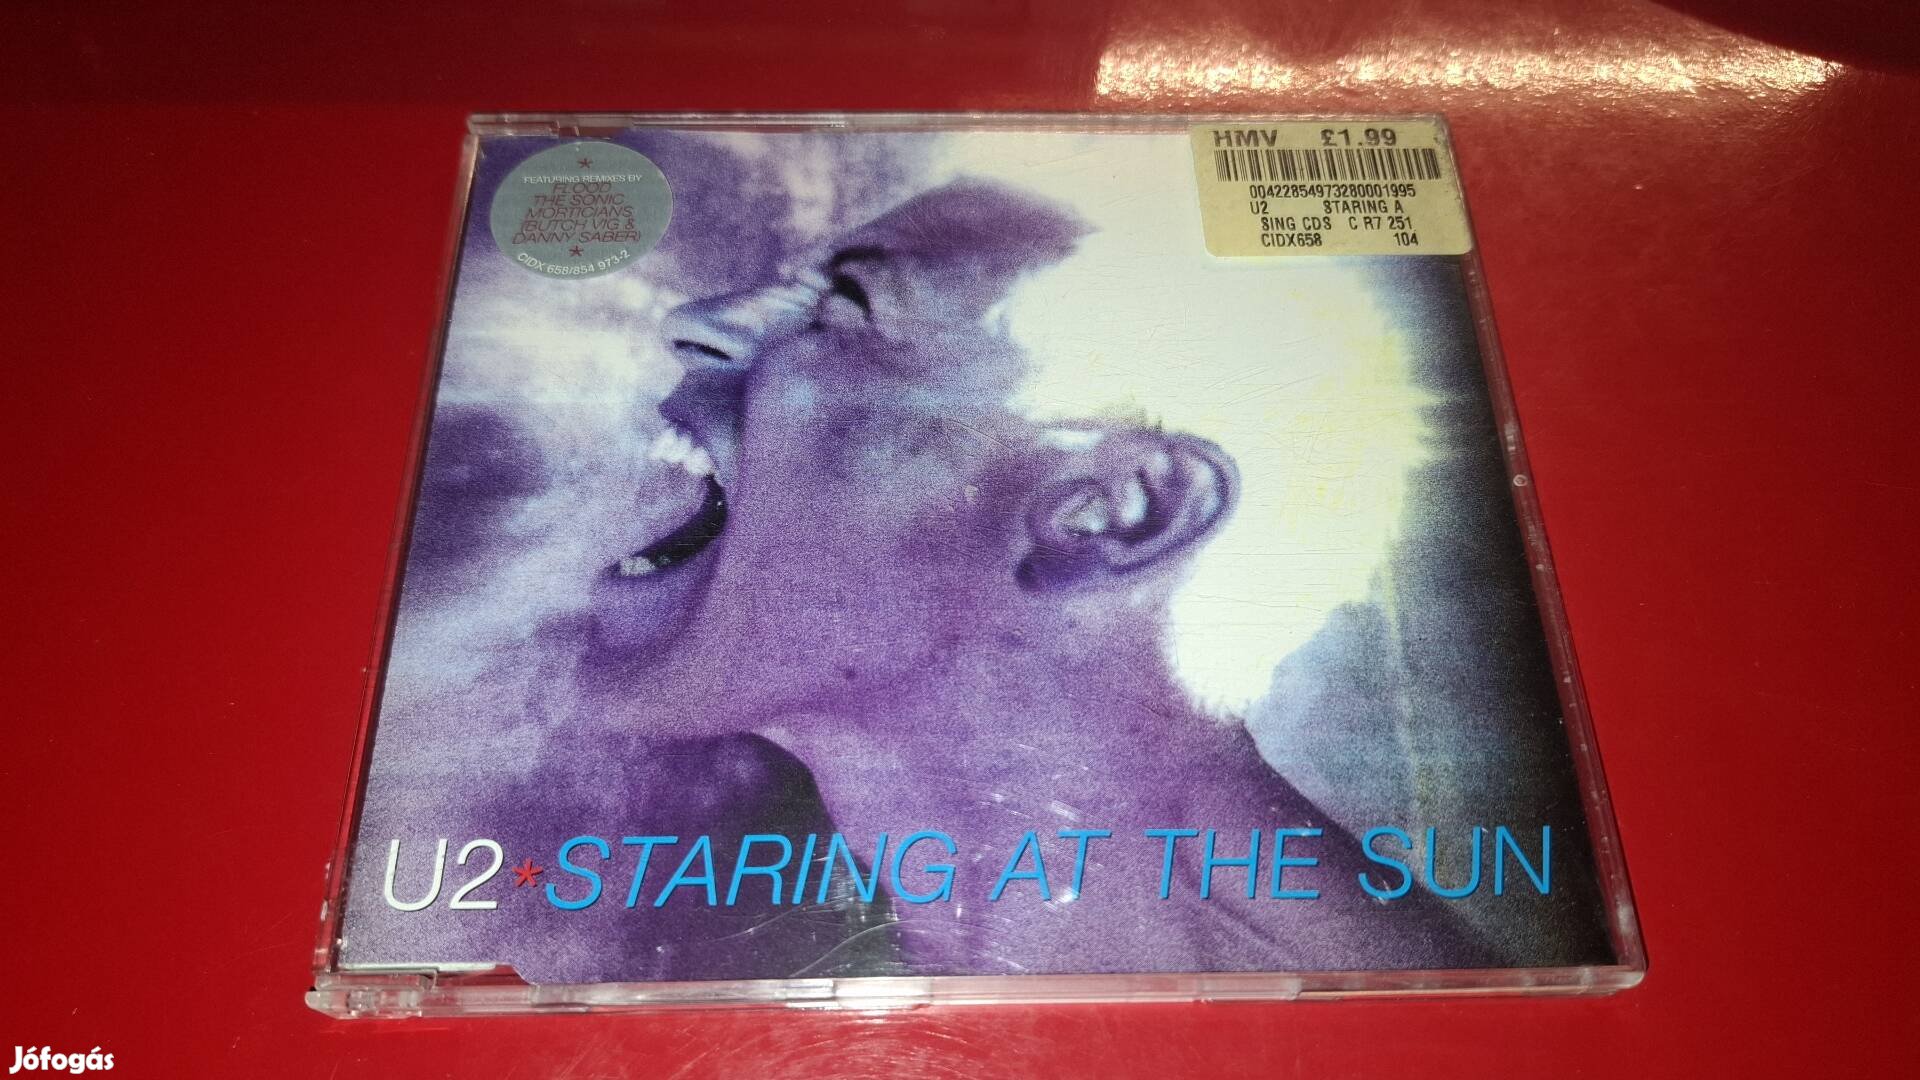 *
FEATURING REMIXES BY
FLOOD
THE SONIC
MORTICIANS
(BUTCH VIG &
DANNY SABER)
*
CIDX 658/854 973-2
HMV £1.99
00422854973280001995
U2 STARING A
SING CDS C R7 251
CIDX658 104
U2*STARING AT THE SUN
Jófogás